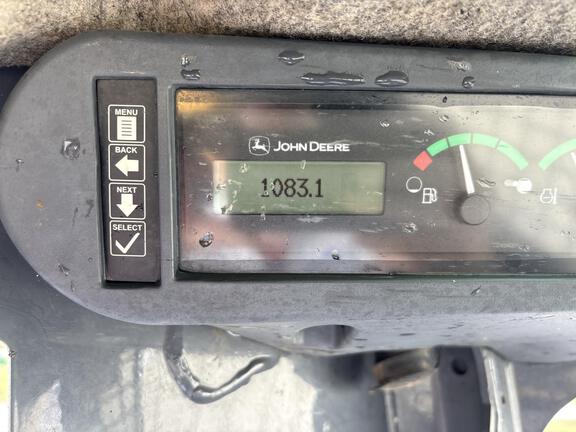 MENU
BACK
NEXT
SELECT
JOHN DEERE
1083.1